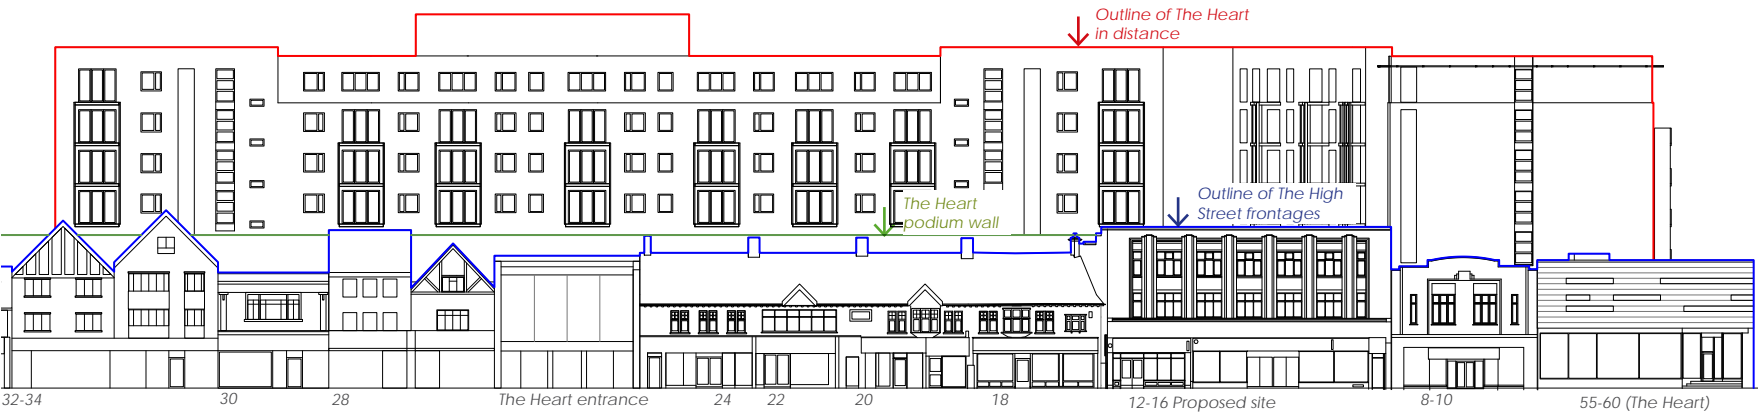 Outline of The Heart
in distance
The Heart
podium wall
Outline of The High
Street frontages
32-34
30
28
The Heart entrance
24
22
20
18
12-16 Proposed site
8-10
55-60 (The Heart)